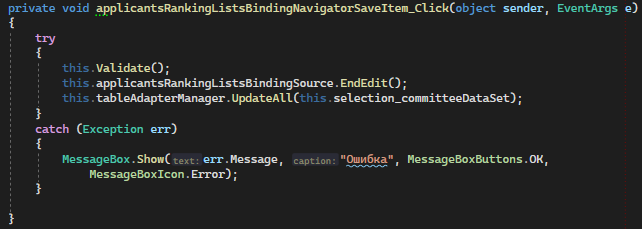 private void applicantsRankingListsBindingNavigatorSaveItem_Click(object sender, EventArgs e)
{
try
{
this.Validate();
this.applicantsRankingListsBindingSource.EndEdit();
this.tableAdapterManager.UpdateAll(this.selection_committeeDataSet);
}
catch (Exception err)
{
MessageBox.Show(text: err.Message, caption: "Ошибка", MessageBoxButtons.OK,
MessageBoxIcon.Error);
}
}